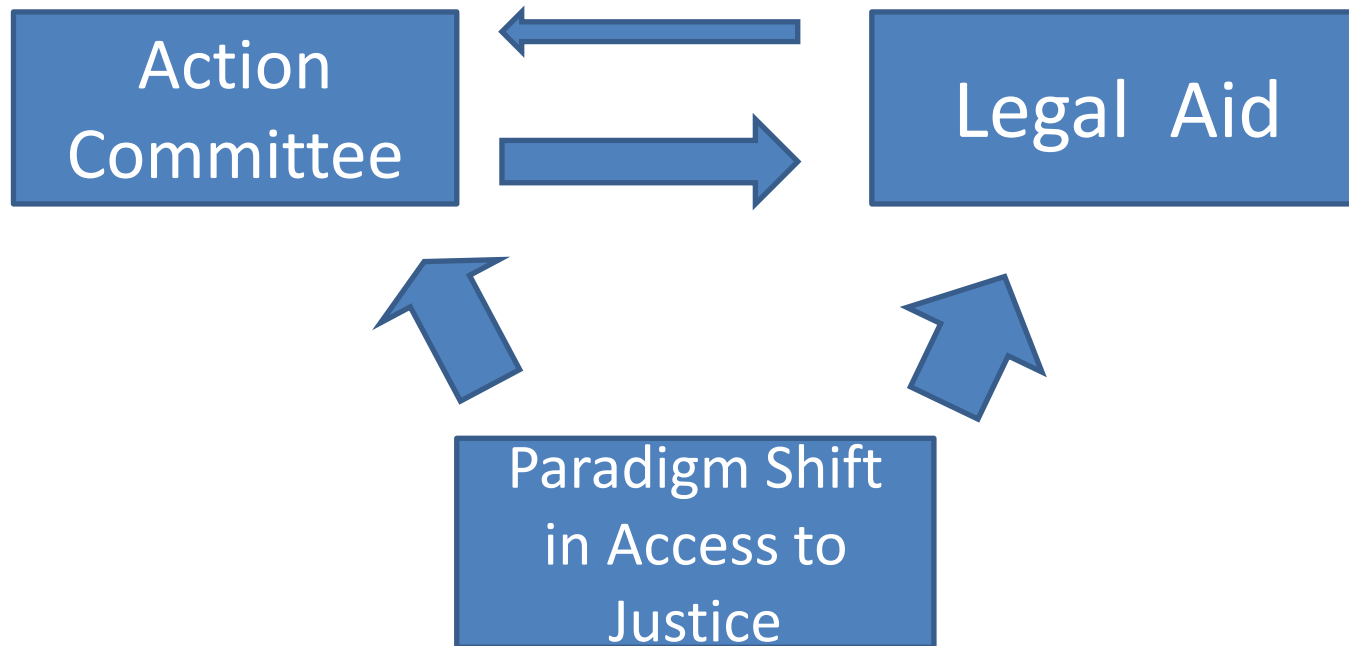 Action
Committee
Legal  Aid
Paradigm Shift
in Access to
Justice